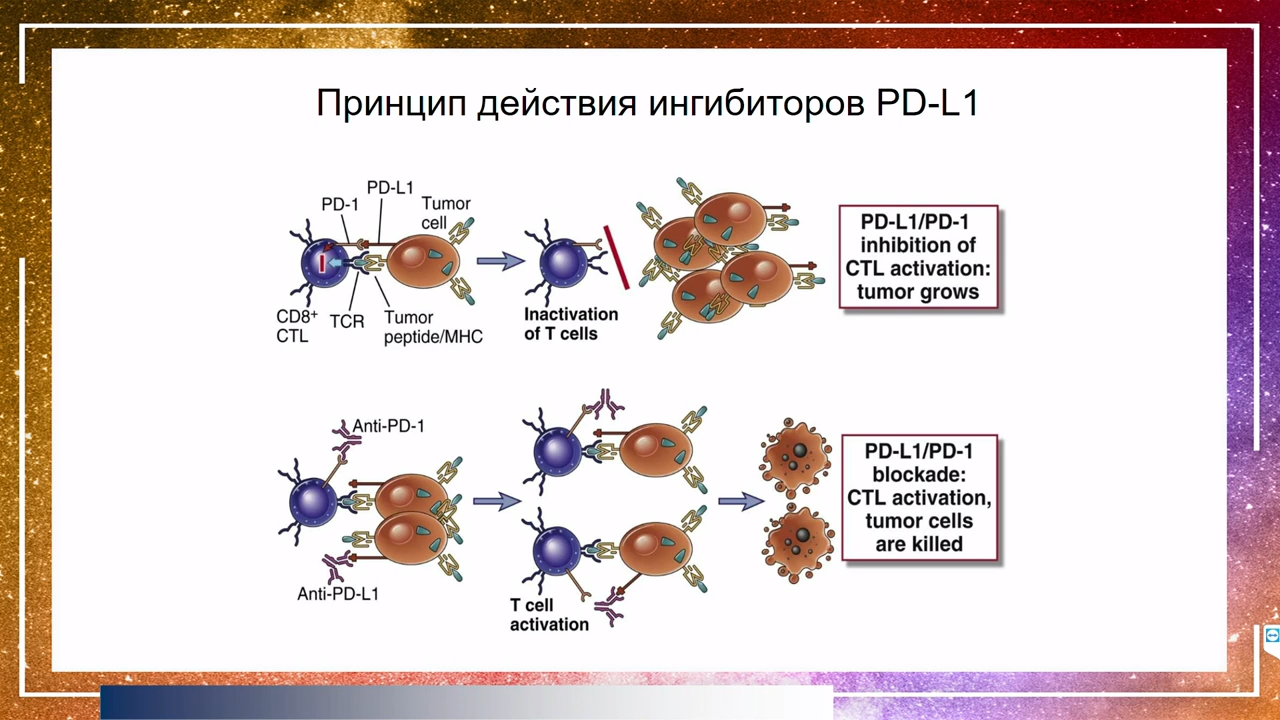 Принцип действия ингибиторов PD-L1
PD-L1
PD-1
Tumor
cell
CD8+
CTL
TCR
Tumor
peptide/MHC
Inactivation
of T cells
PD-L1/PD-1
inhibition of
CTL activation:
tumor grows
Anti-PD-1
Anti-PD-L1
T cell
activation
PD-L1/PD-1
blockade:
CTL activation,
tumor cells
are killed